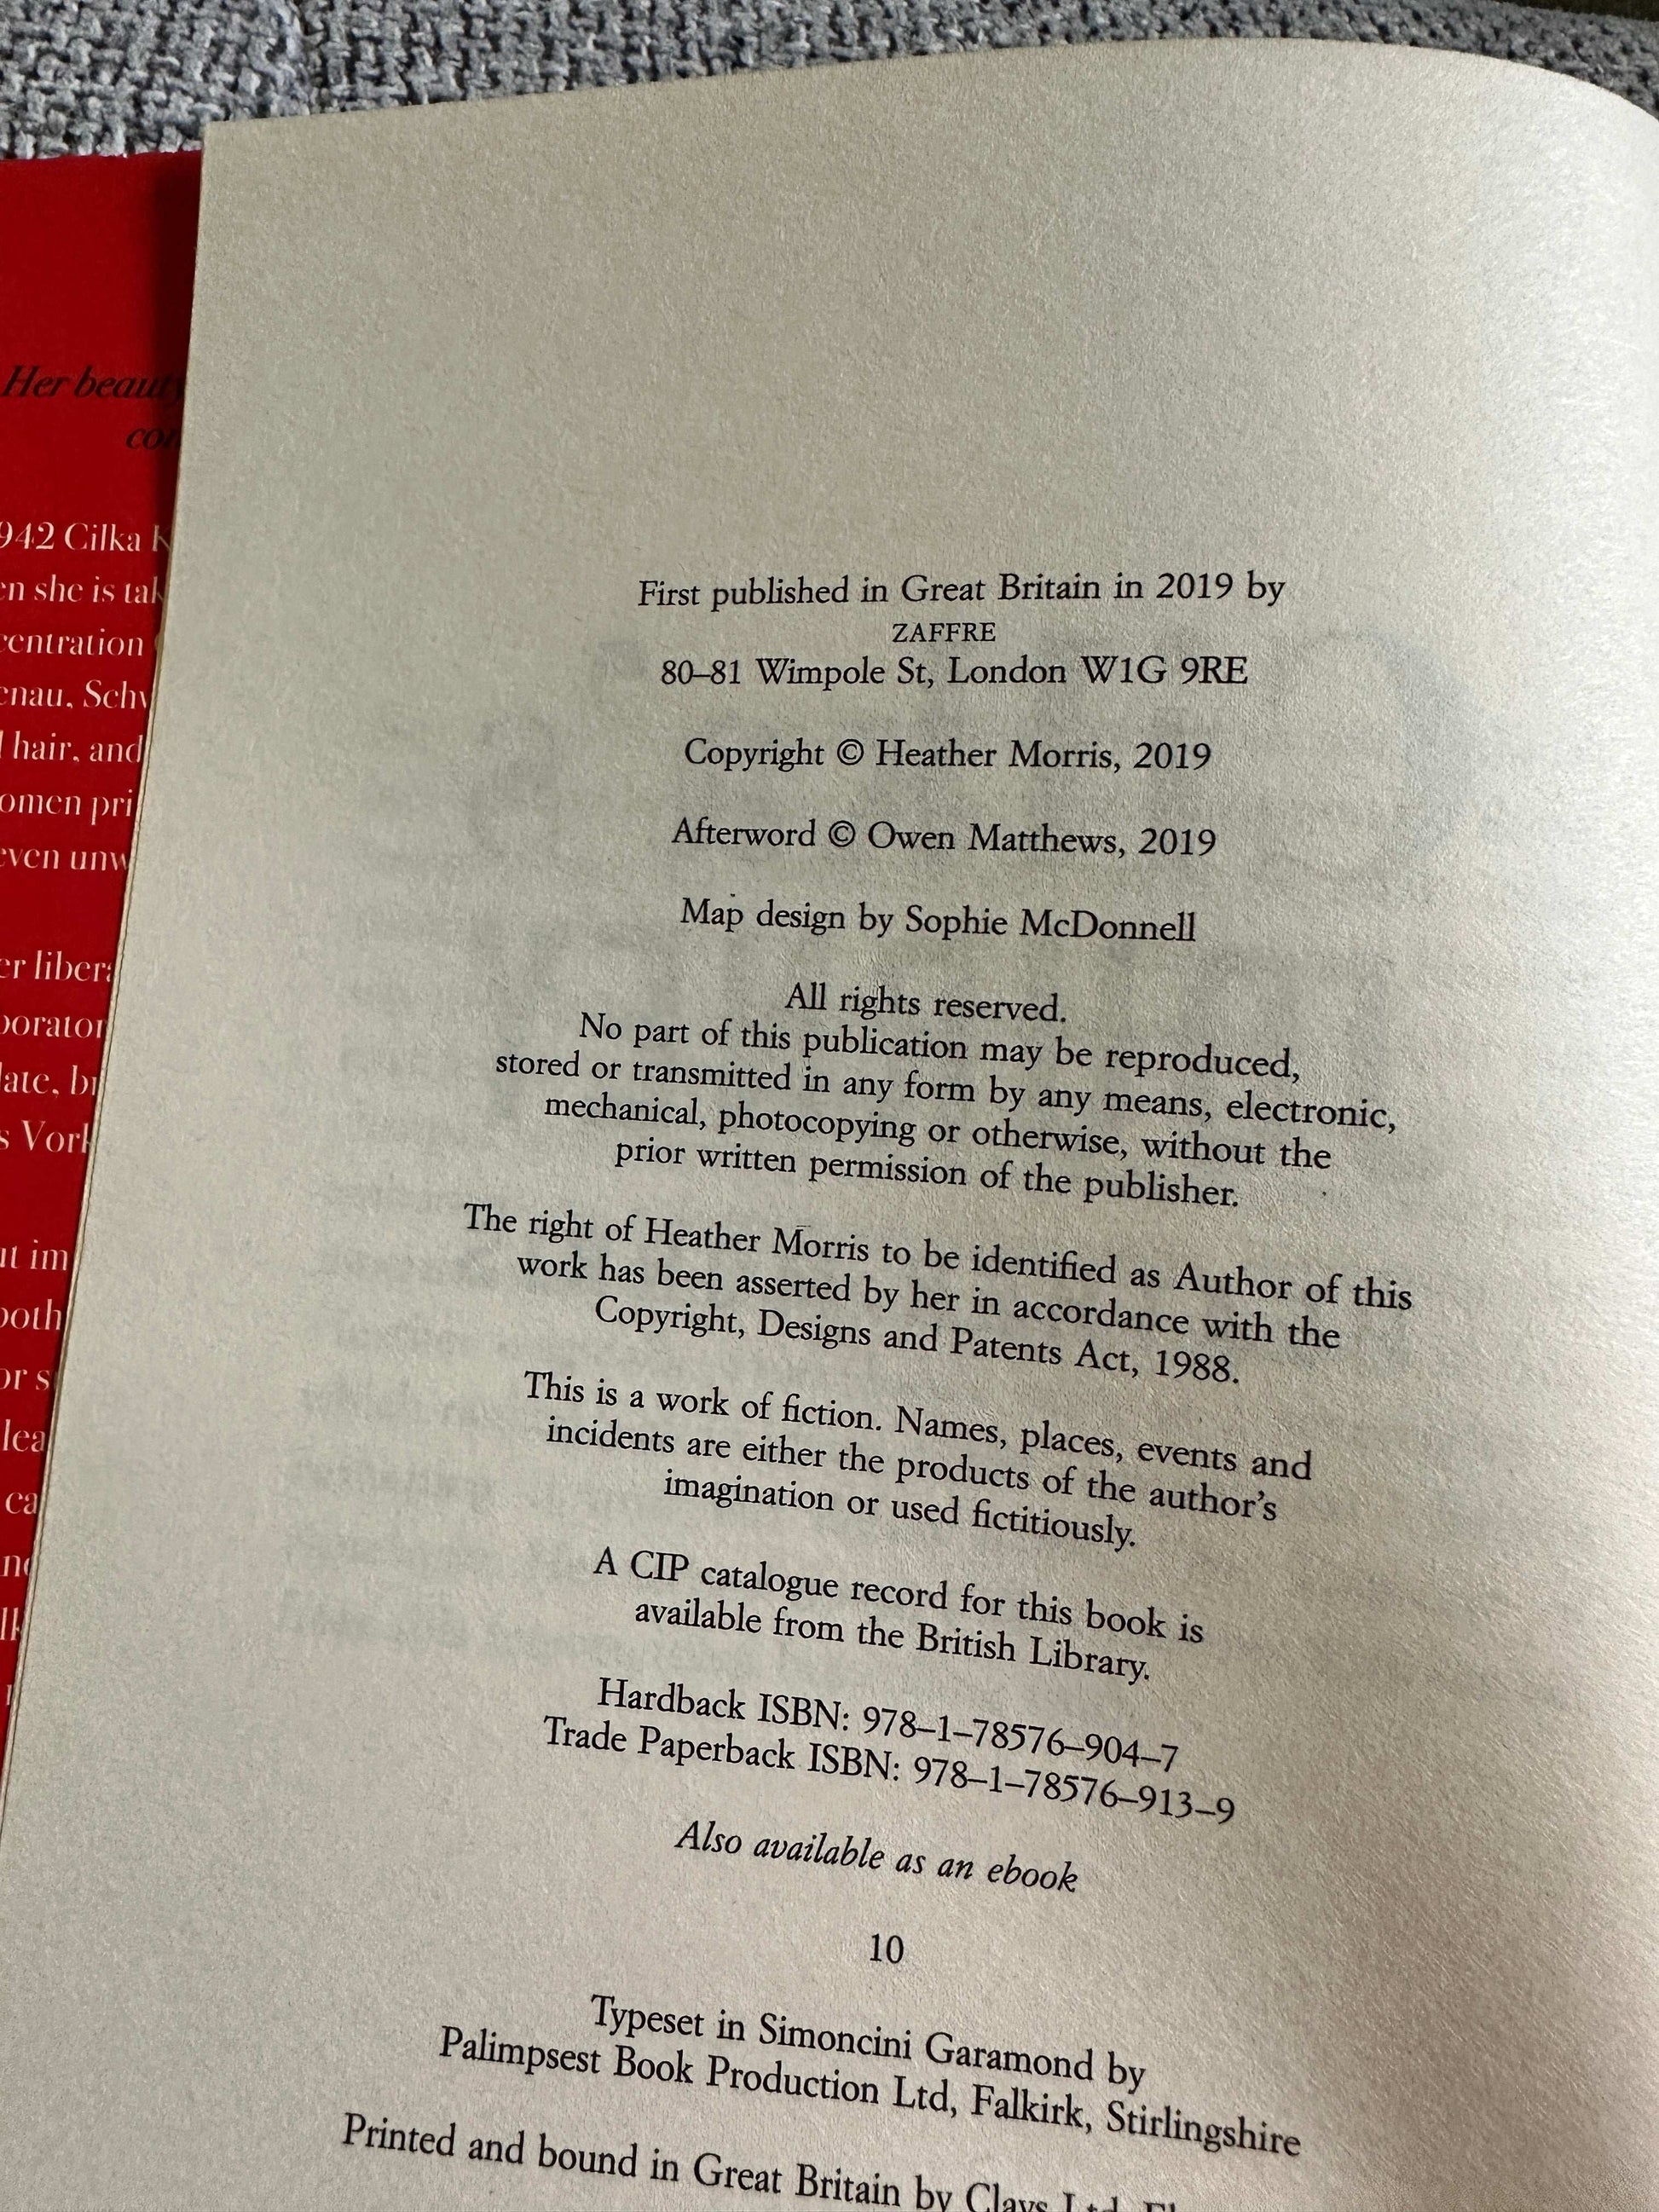 Her beauty
942 Cilka K
en she is tak
centration
enau, Schw
l hair, and
omen pri
even unw
er libera
borator
late, br
s Vork
ut im
both
or s
lea
ca
First published in Great Britain in 2019 by
ZAFFRE
80–81 Wimpole St, London W1G 9RE
Copyright © Heather Morris, 2019
Afterword © Owen Matthews, 2019
Map design by Sophie McDonnell
All rights reserved.
No part of this publication may be reproduced,
stored or transmitted in any form by any means, electronic,
mechanical, photocopying or otherwise, without the
prior written permission of the publisher.
The right of Heather Morris to be identified as Author of this
work has been asserted by her in accordance with the
Copyright, Designs and Patents Act, 1988.
This is a work of fiction. Names, places, events and
incidents are either the products of the author's
imagination or used fictitiously.
A CIP catalogue record for this book is
available from the British Library.
Hardback ISBN: 978–1–78576–904–7
Trade Paperback ISBN: 978–1–78576–913–9
Also available as an ebook
10
Typeset in Simoncini Garamond by
Palimpsest Book Production Ltd, Falkirk, Stirlingshire
Printed and bound in Great Britain by Clays Ltd,